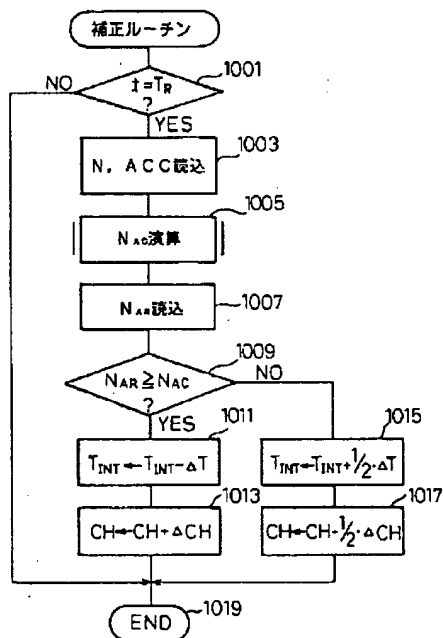 補正ルーチン
1001
NO
t=TR
?
YES
1003
N, ACC読込
1005
NAC演算
1007
NAR読込
1009
NAR≧NAC
?
NO
YES
1011
TINT←TINT-ΔT
1015
TINT←TINT+1/2・ΔT
1013
CH←CH+ΔCH
1017
CH←CH-1/2・ΔCH
END
1019